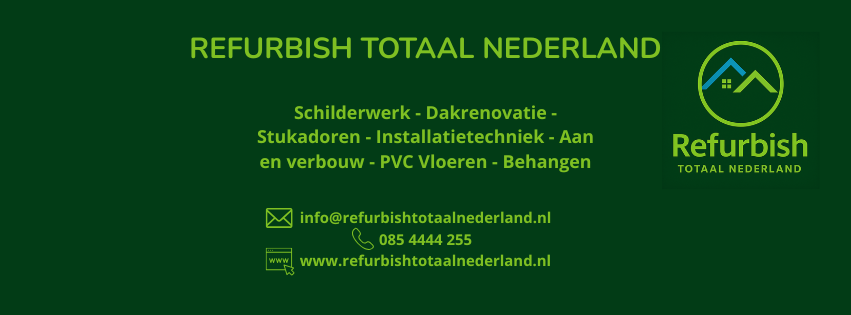 REFURBISH TOTAAL NEDERLAND
Schilderwerk - Dakrenovatie -
Stukadoren - Installatietechniek - Aan
en verbouw - PVC Vloeren - Behangen
info@refurbishtotaalnederland.nl
085 4444 255
www
www.refurbishtotaalnederland.nl
Refurbish
TOTAAL NEDERLAND